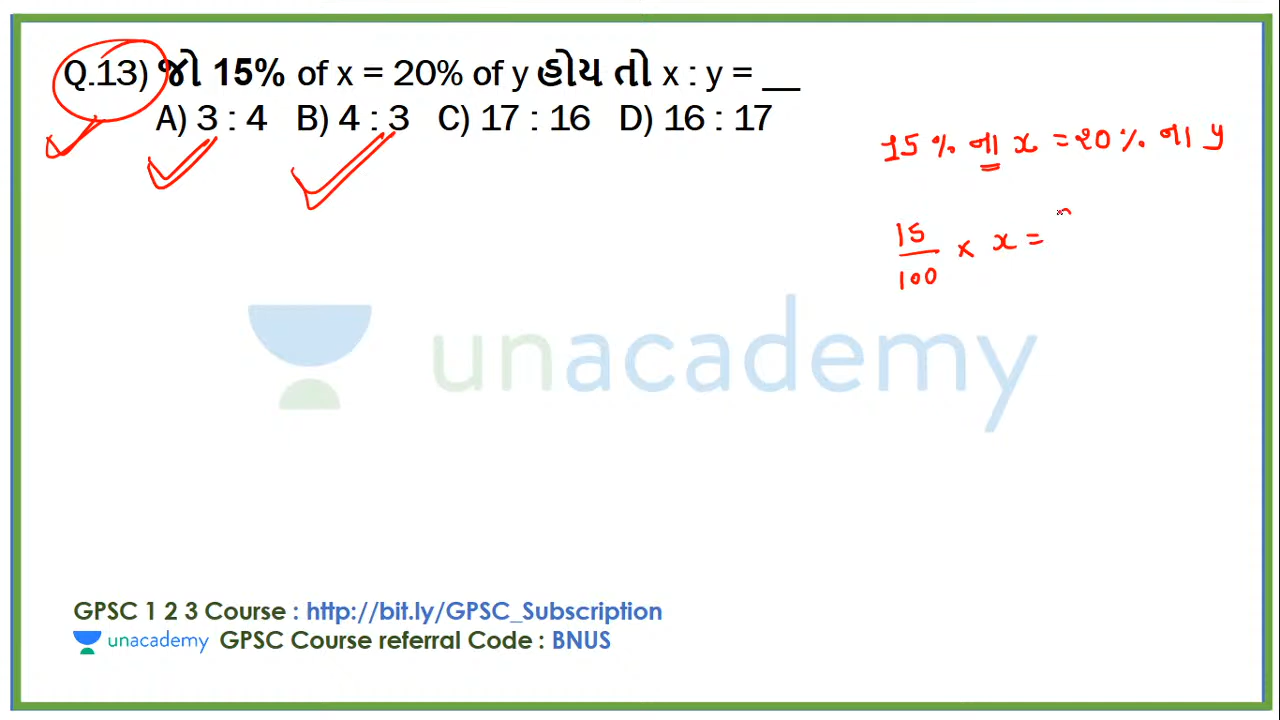 Q.13) જો 15% of x = 20% of y હોય તો x : y = __
A) 3 : 4 B) 4 : 3 C) 17 : 16 D) 16 : 17
15 % ના x = 20 % ના y
15/100 × x =
unacademy
GPSC 1 2 3 Course : http://bit.ly/GPSC_Subscription
unacademy GPSC Course referral Code : BNUS